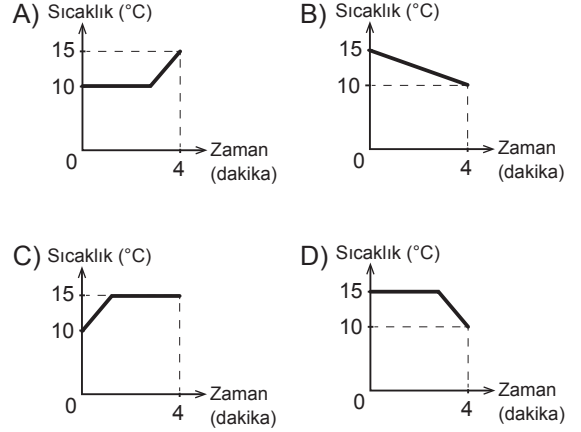 A) Sıcaklık (°C)
15
10
0
4
Zaman
(dakika)
B) Sıcaklık (°C)
15
10
0
4
Zaman
(dakika)
C) Sıcaklık (°C)
15
10
0
4
Zaman
(dakika)
D) Sıcaklık (°C)
15
10
0
4
Zaman
(dakika)